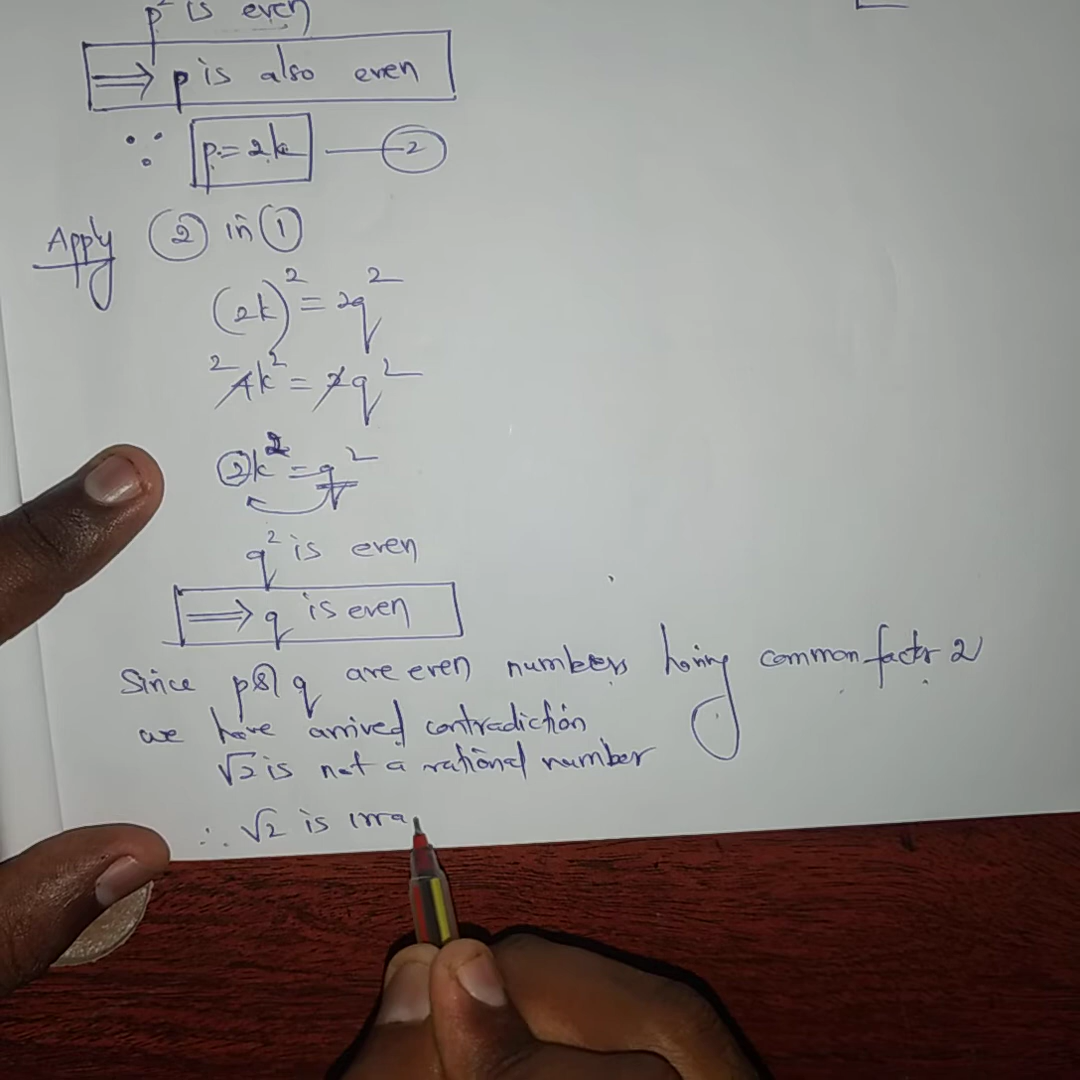 p² is even
⟹ p is also even
∵ p = 2k —— ②
Apply ② in ①
(2k)² = 2q²
²4k² = 2q²
2k² = q²
q² is even
⟹ q is even
Since p & q are even numbers having common factor 2
we have arrived contradiction
√2 is not a rational number
∴ √2 is irra